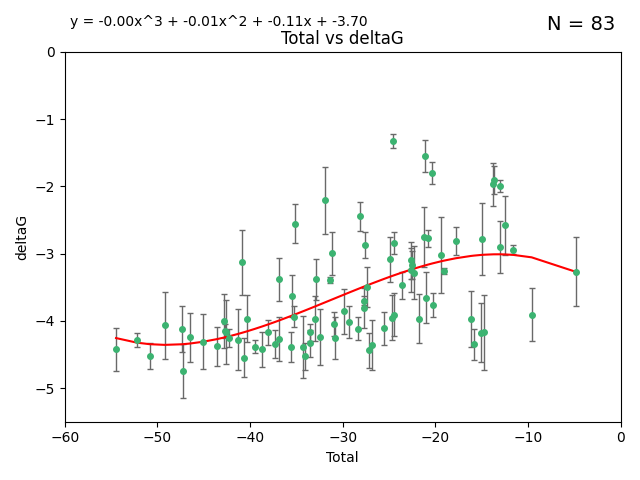 y = -0.00x^3 + -0.01x^2 + -0.11x + -3.70
N = 83
Total vs deltaG
0
−1
−2
−3
−4
−5
deltaG
−60 −50 −40 −30 −20 −10 0
Total